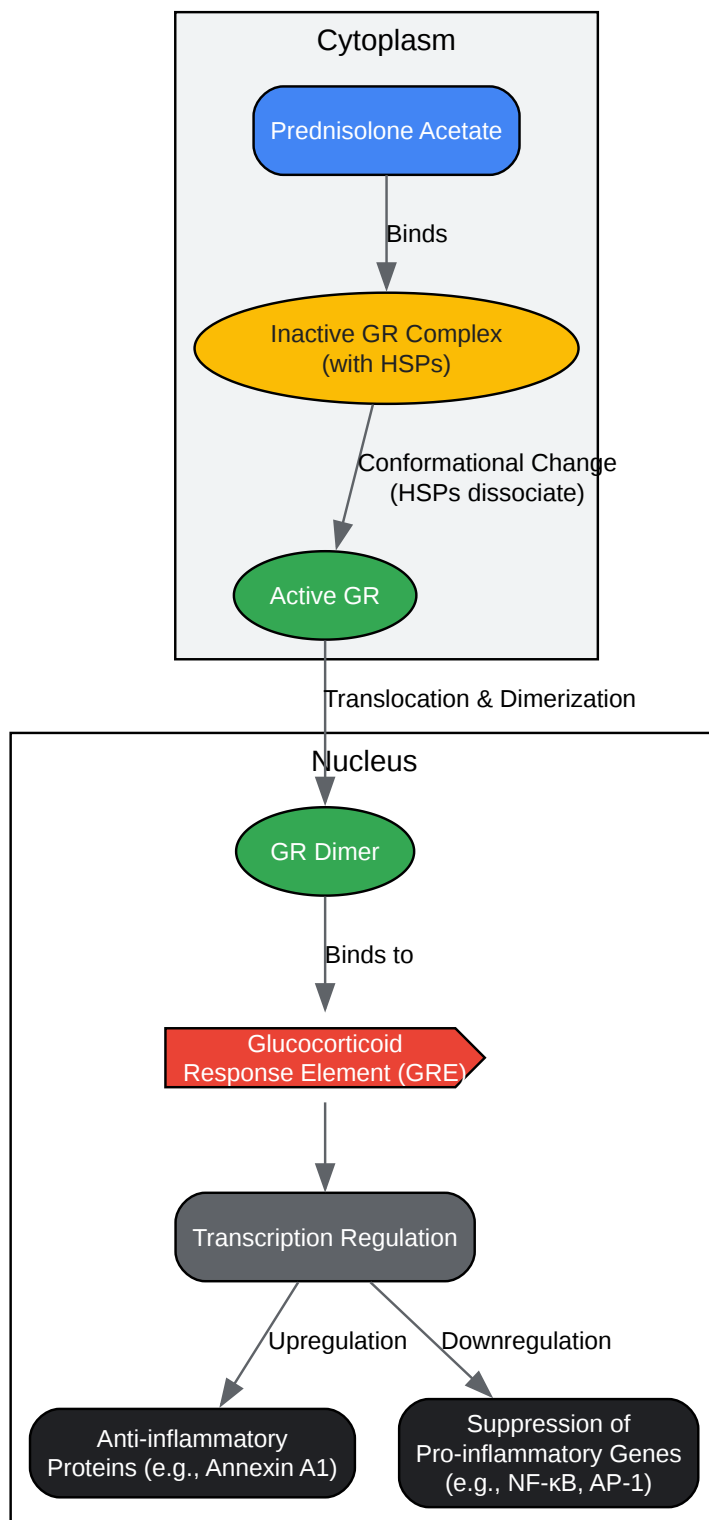 Cytoplasm
Prednisolone Acetate
Binds
Inactive GR Complex
(with HSPs)
Conformational Change
(HSPs dissociate)
Active GR
Translocation & Dimerization
Nucleus
GR Dimer
Binds to
Glucocorticoid
Response Element (GRE)
Transcription Regulation
Upregulation
Downregulation
Anti-inflammatory
Proteins (e.g., Annexin A1)
Suppression of
Pro-inflammatory Genes
(e.g., NF-κB, AP-1)